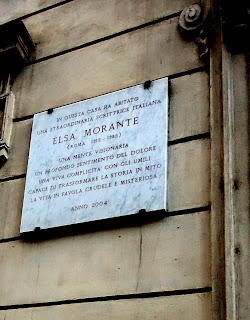 IN QUESTA CASA HA ABITATO
UNA STRAORDINARIA SCRITTRICE ITALIANA
ELSA MORANTE
(ROMA 1912 - 1985)
UNA MENTE VISIONARIA
UN PROFONDO SENTIMENTO DEL DOLORE
UNA VIVA COMPLICITA' CON GLI UMILI
CAPACE DI TRASFORMARE LA STORIA IN MITO
LA VITA IN FAVOLA CRUDELE E MISTERIOSA
ANNO 2004